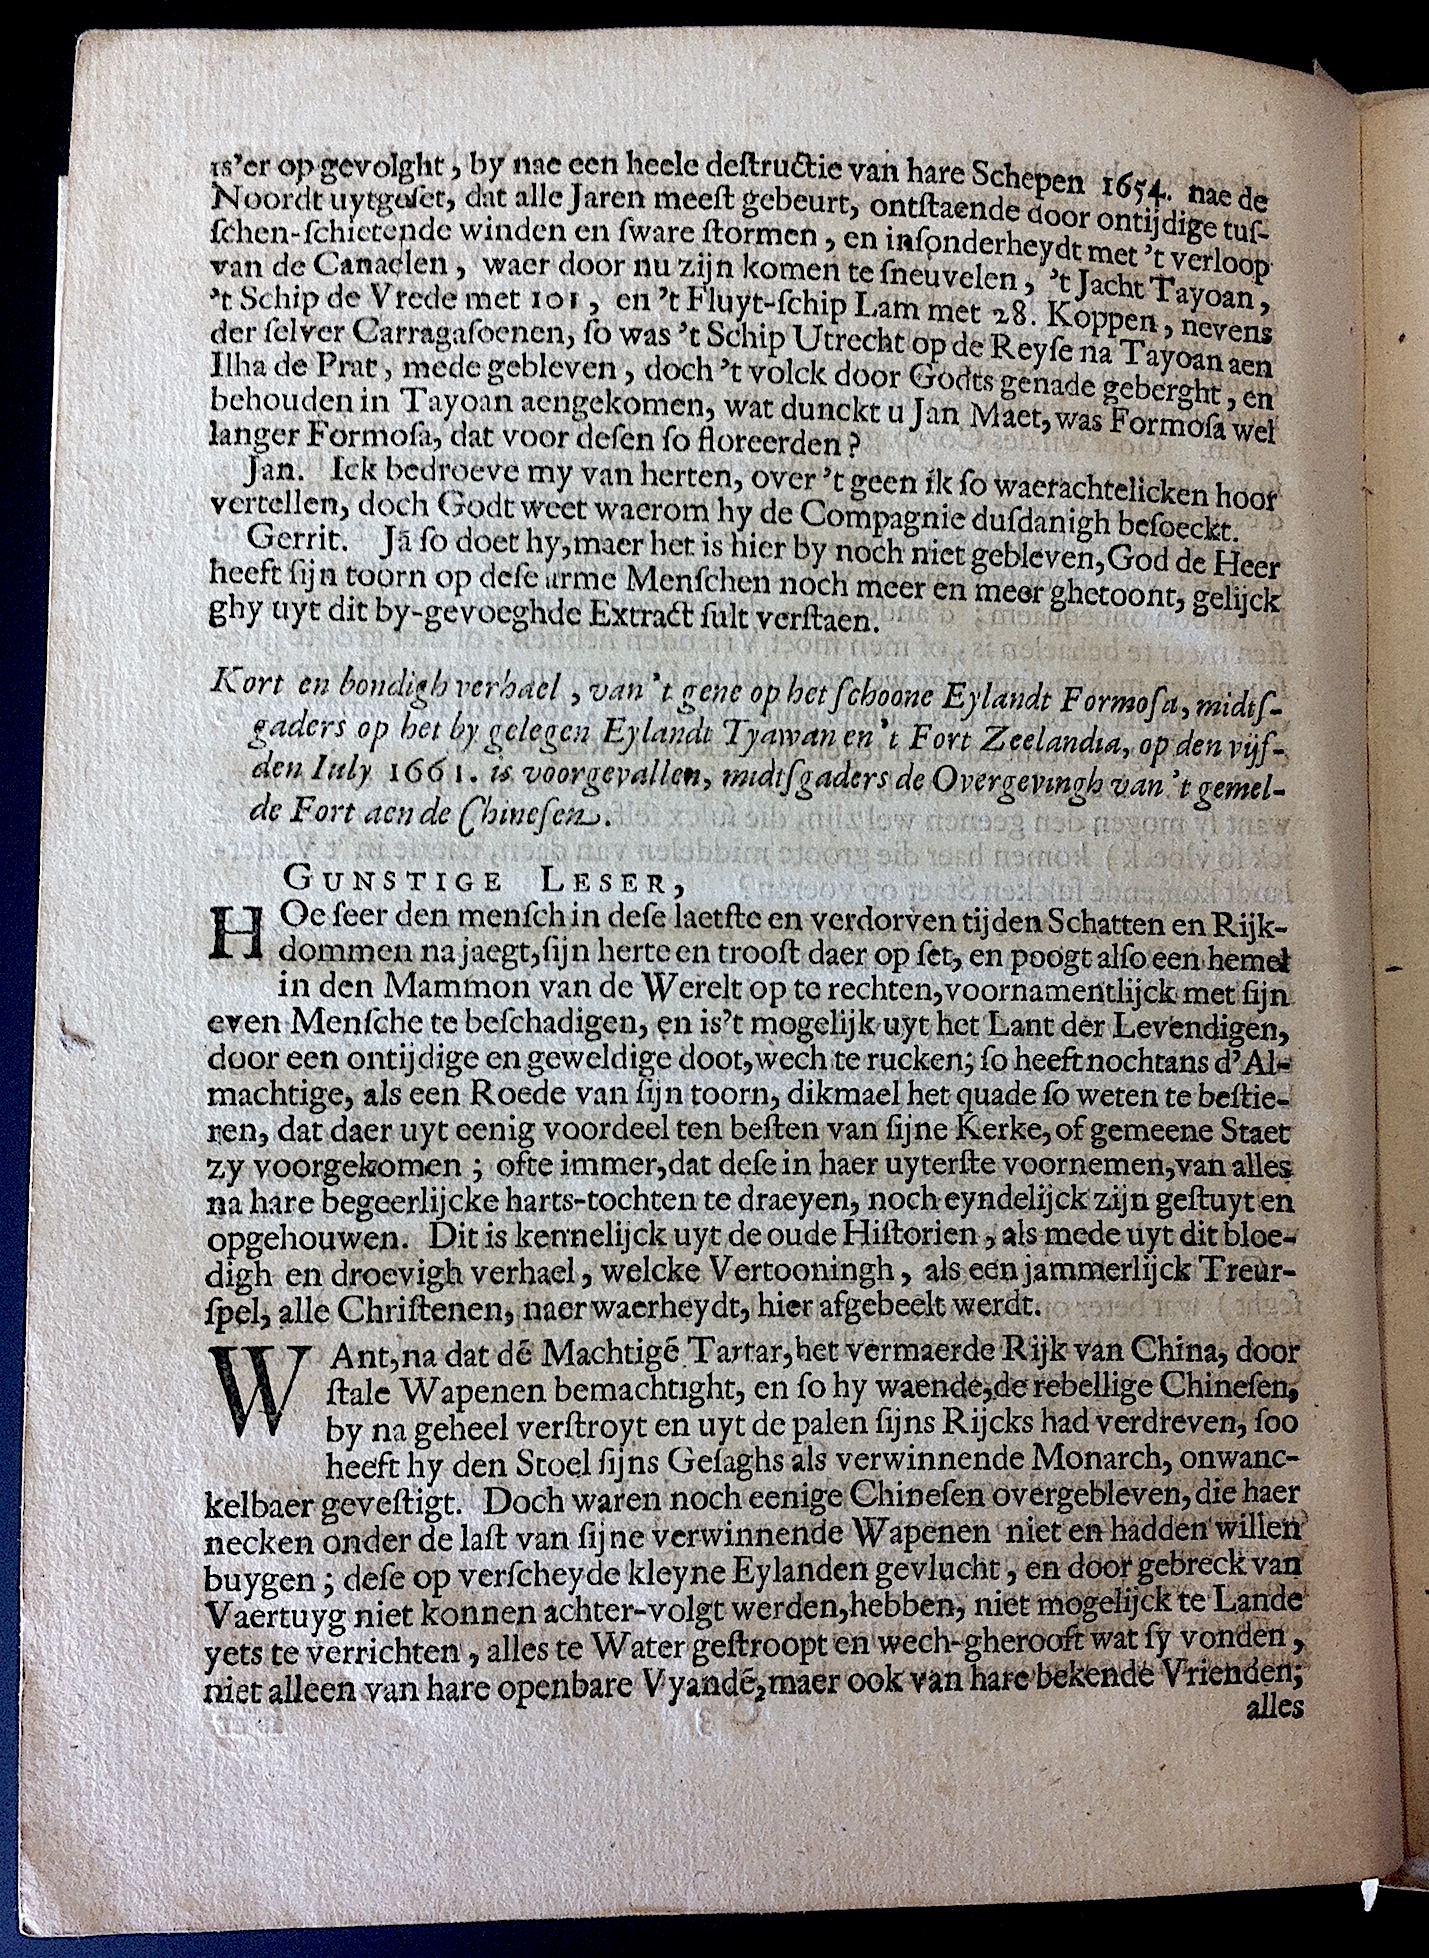 is’er op gevolght, by nae een heele deſtructie van hare Schepen 1654. nae de
Noordt uytgeſet, dat alle Jaren meeſt gebeurt, ontſtaende door ontijdige tuſ-
ſchen-ſchietende winden en ſware ſtormen, en inſonderheydt met ’t verloop
van de Canaelen, waer door nu zijn komen te ſneuvelen, ’t Jacht Tayoan,
’t Schip de Vrede met 101, en ’t Fluyt-ſchip Lam met 28. Koppen, nevens
der ſelver Carragaſoenen, ſo was ’t Schip Utrecht op de Reyſe na Tayoan aen
Ilha de Prat, mede gebleven, doch ’t volck door Godts genade geberght, en
behouden in Tayoan aengekomen, wat dunckt u Jan Maet, was Formoſa wel
langer Formoſa, dat voor deſen ſo floreerden?
Jan. Ick bedroeve my van herten, over ’t geen ik ſo waerachtelicken hoor
vertellen, doch Godt weet waerom hy de Compagnie duſdanigh beſoeckt.
Gerrit. Ja ſo doet hy, maer het is hier by noch niet gebleven, God de Heer
heeft ſijn toorn op deſe arme Menſchen noch meer en meer ghetoont, gelijck
ghy uyt dit by-gevoeghde Extract ſult verſtaen.
Kort en bondigh verhael, van ’t gene op het ſchoone Eylandt Formoſa, midtſ-
gaders op het by gelegen Eylandt Tyawan en ’t Fort Zeelandia, op den vijf-
den Iuly 1661. is voorgevallen, midtſgaders de Overgevingh van ’t gemel-
de Fort aen de Chineſen.
GUNSTIGE LESER,
HOe ſeer den menſch in deſe laetſte en verdorven tijden Schatten en Rijk-
dommen na jaegt, ſijn herte en trooſt daer op ſet, en poogt alſo een hemel
in den Mammon van de Werelt op te rechten, voornamentlijck met ſijn
even Menſche te beſchadigen, en is’t mogelijk uyt het Lant der Levendigen,
door een ontijdige en geweldige doot, wech te rucken; ſo heeft nochtans d’Al-
machtige, als een Roede van ſijn toorn, dikmael het quade ſo weten te beſtie-
ren, dat daer uyt eenig voordeel ten beſten van ſijne Kerke, of gemeene Staet
zy voorgekomen; ofte immer, dat deſe in haer uyterſte voornemen, van alles
na hare begeerlijcke harts-tochten te draeyen, noch eyndelijck zijn geſtuyt en
opgehouwen. Dit is kennelijck uyt de oude Hiſtorien, als mede uyt dit bloe-
digh en droevigh verhael, welcke Vertooningh, als een jammerlijck Treur-
ſpel, alle Chriſtenen, naer waerheydt, hier afgebeelt werdt.
WAnt, na dat dẽ Machtigẽ Tartar, het vermaerde Rijk van China, door
ſtale Wapenen bemachtight, en ſo hy waende, de rebellige Chineſen,
by na geheel verſtroyt en uyt de palen ſijns Rijcks had verdreven, ſoo
heeft hy den Stoel ſijns Geſaghs als verwinnende Monarch, onwanc-
kelbaer geveſtigt. Doch waren noch eenige Chineſen overgebleven, die haer
necken onder de laſt van ſijne verwinnende Wapenen niet en hadden willen
buygen; deſe op verſcheyde kleyne Eylanden gevlucht, en door gebreck van
Vaertuyg niet konnen achter-volgt werden, hebben, niet mogelijck te Lande
yets te verrichten, alles te Water geſtroopt en wech-gherooft wat ſy vonden,
niet alleen van hare openbare Vyandẽ, maer ook van hare bekende Vrienden;
alles